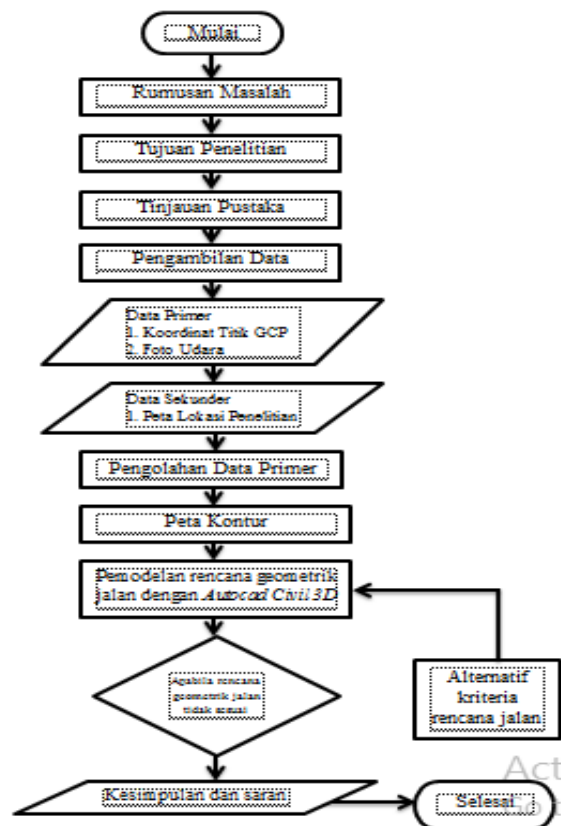 Mulai
Rumusan Masalah
Tujuan Penelitian
Tinjauan Pustaka
Pengambilan Data
Data Primer
1. Koordinat Titik GCP
2. Foto Udara
Data Sekunder
1. Peta Lokasi Penelitian
Pengolahan Data Primer
Peta Kontur
Pemodelan rencana geometrik
jalan dengan Autocad Civil 3D
rencana
geometrik jalan
tidak sesuai
Alternatif
kriteria
rencana jalan
Kesimpulan dan saran
Selesai
Act